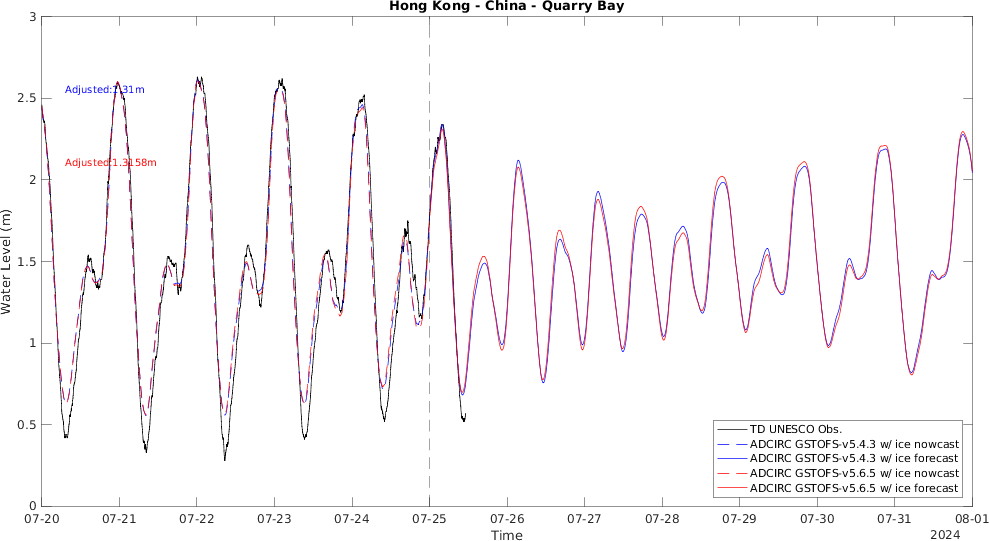 Hong Kong - China - Quarry Bay
3
2.5
2
1.5
1
0.5
0
Water Level (m)
Adjusted:1.31m
Adjusted:1.3158m
TD UNESCO Obs.
ADCIRC GSTOFS-v5.4.3 w/ ice nowcast
ADCIRC GSTOFS-v5.4.3 w/ ice forecast
ADCIRC GSTOFS-v5.6.5 w/ ice nowcast
ADCIRC GSTOFS-v5.6.5 w/ ice forecast
07-20 07-21 07-22 07-23 07-24 07-25 07-26 07-27 07-28 07-29 07-30 07-31 08-01
Time
2024